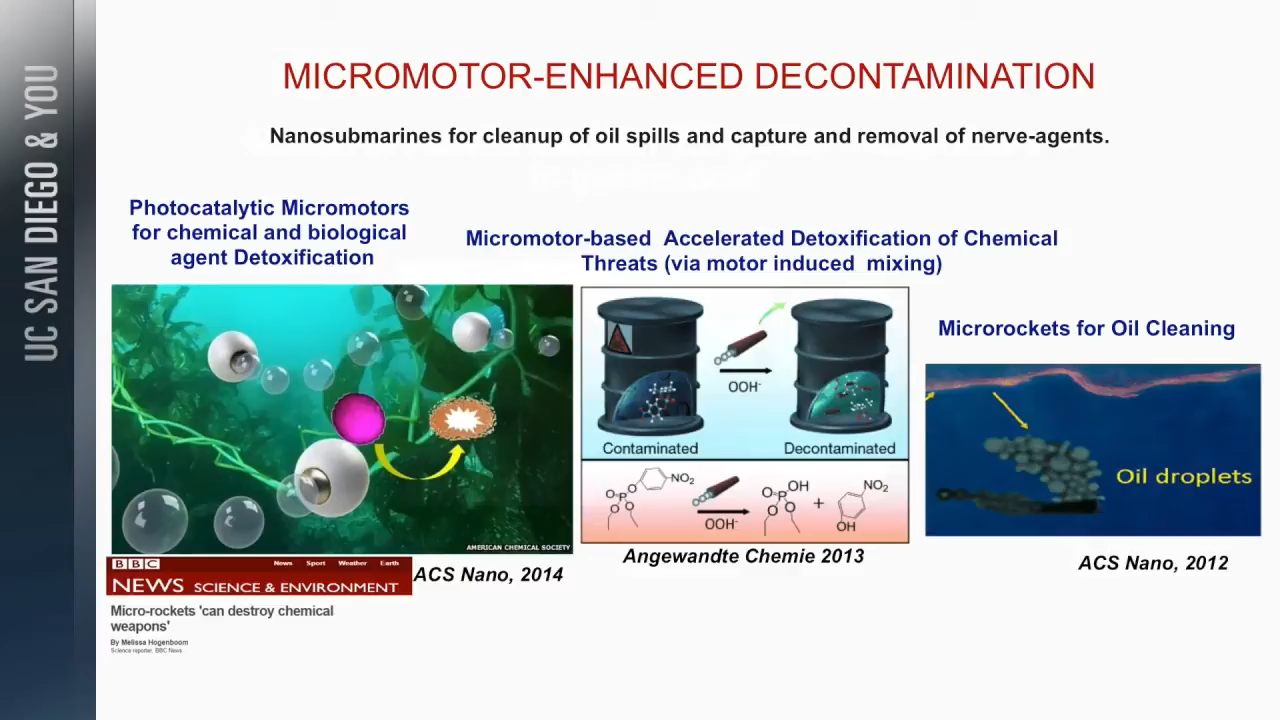 UC SAN DIEGO & YOU
MICROMOTOR-ENHANCED DECONTAMINATION
Nanosubmarines for cleanup of oil spills and capture and removal of nerve-agents.
Photocatalytic Micromotors
for chemical and biological
agent Detoxification
AMERICAN CHEMICAL SOCIETY
BBC
News Sport Weather Earth
NEWS SCIENCE & ENVIRONMENT
ACS Nano, 2014
Micro-rockets 'can destroy chemical
weapons'
By Melissa Hogenboom
Science reporter, BBC News
Micromotor-based Accelerated Detoxification of Chemical
Threats (via motor induced mixing)
OOH-
Contaminated
Decontaminated
O
P
O
O
O
NO2
OOH-
O
P
OH
O
O
+
NO2
OH
Angewandte Chemie 2013
Microrockets for Oil Cleaning
Oil droplets
ACS Nano, 2012